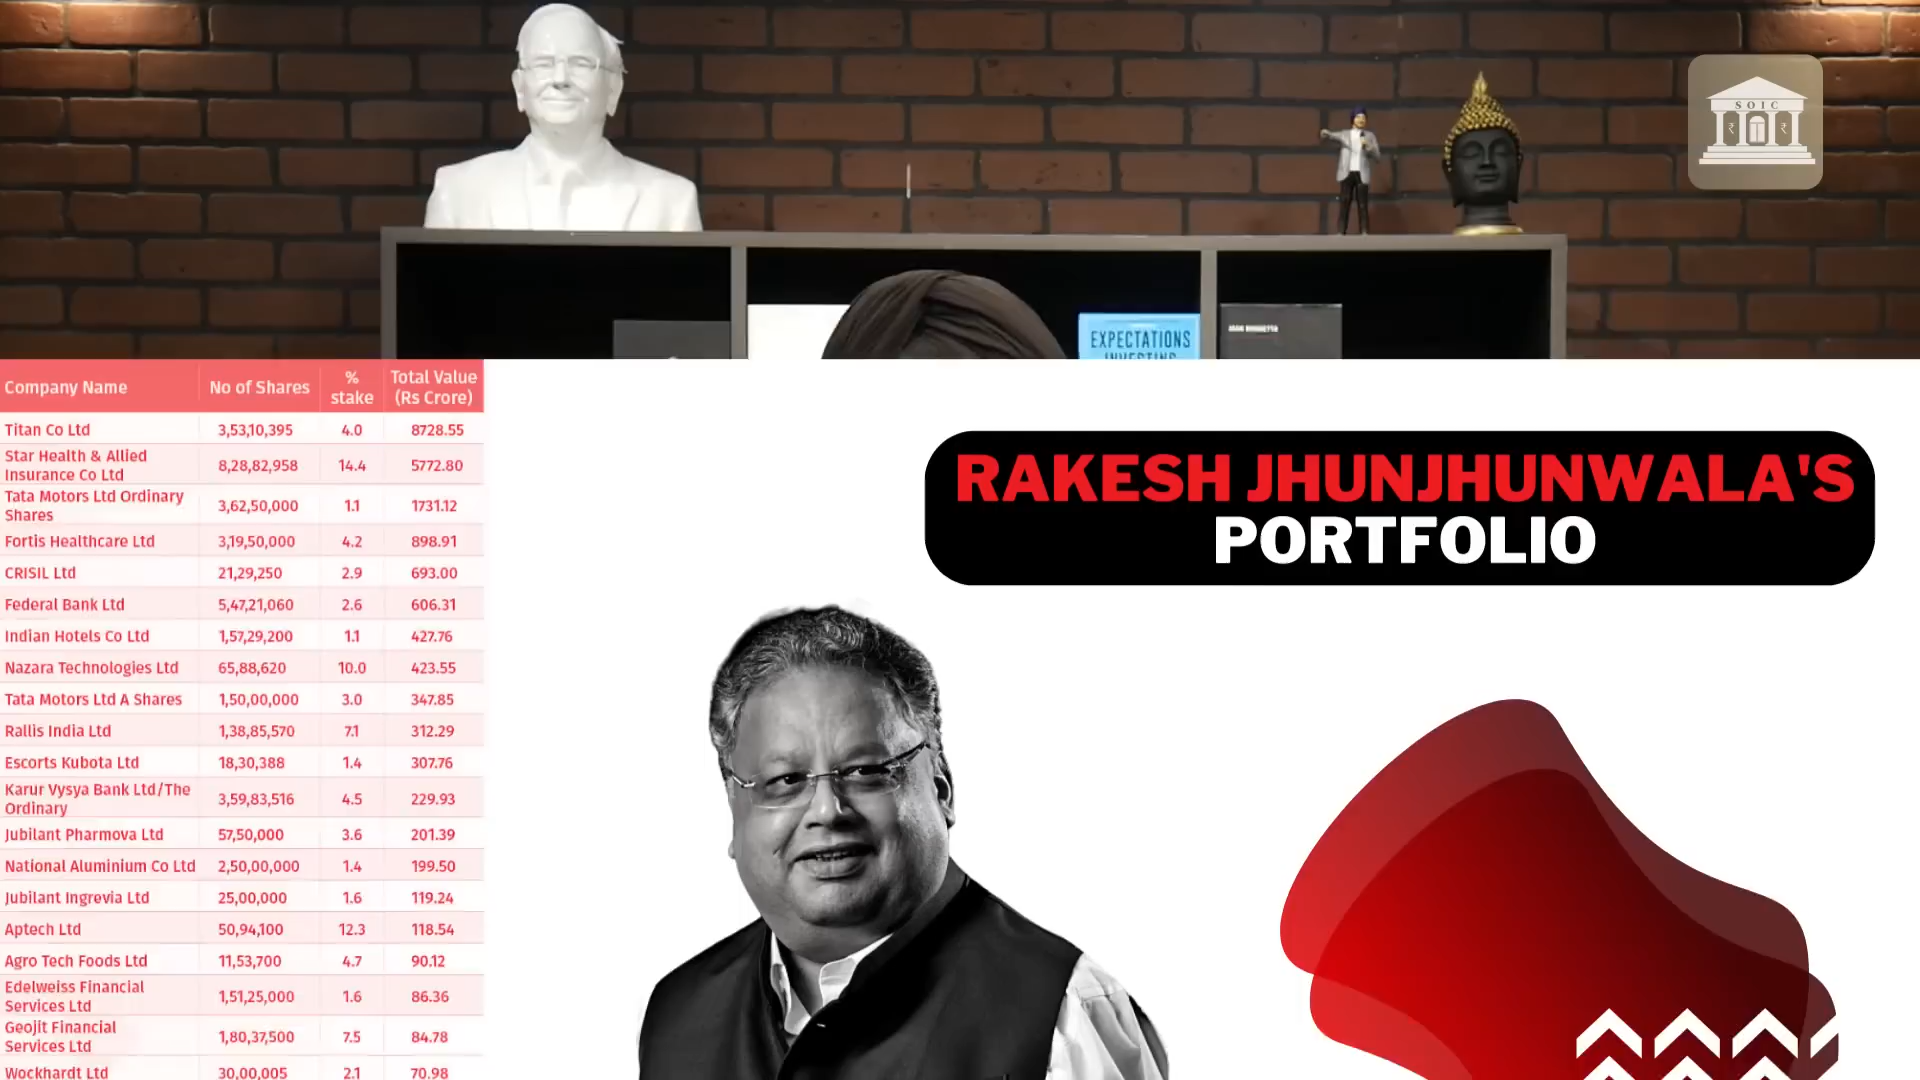 SOIC
EXPECTATIONS
INVESTING
Company Name No of Shares % stake Total Value (Rs Crore)
Titan Co Ltd 3,53,10,395 4.0 8728.55
Star Health & Allied Insurance Co Ltd 8,28,82,958 14.4 5772.80
Tata Motors Ltd Ordinary Shares 3,62,50,000 1.1 1731.12
Fortis Healthcare Ltd 3,19,50,000 4.2 898.91
CRISIL Ltd 21,29,250 2.9 693.00
Federal Bank Ltd 5,47,21,060 2.6 606.31
Indian Hotels Co Ltd 1,57,29,200 1.1 427.76
Nazara Technologies Ltd 65,88,620 10.0 423.55
Tata Motors Ltd A Shares 1,50,00,000 3.0 347.85
Rallis India Ltd 1,38,85,570 7.1 312.29
Escorts Kubota Ltd 18,30,388 1.4 307.76
Karur Vysya Bank Ltd/The Ordinary 3,59,83,516 4.5 229.93
Jubilant Pharmova Ltd 57,50,000 3.6 201.39
National Aluminium Co Ltd 2,50,00,000 1.4 199.50
Jubilant Ingrevia Ltd 25,00,000 1.6 119.24
Aptech Ltd 50,94,100 12.3 118.54
Agro Tech Foods Ltd 11,53,700 4.7 90.12
Edelweiss Financial Services Ltd 1,51,25,000 1.6 86.36
Geojit Financial Services Ltd 1,80,37,500 7.5 84.78
Wockhardt Ltd 30,00,005 2.1 70.98
RAKESH JHUNJHUNWALA'S
PORTFOLIO